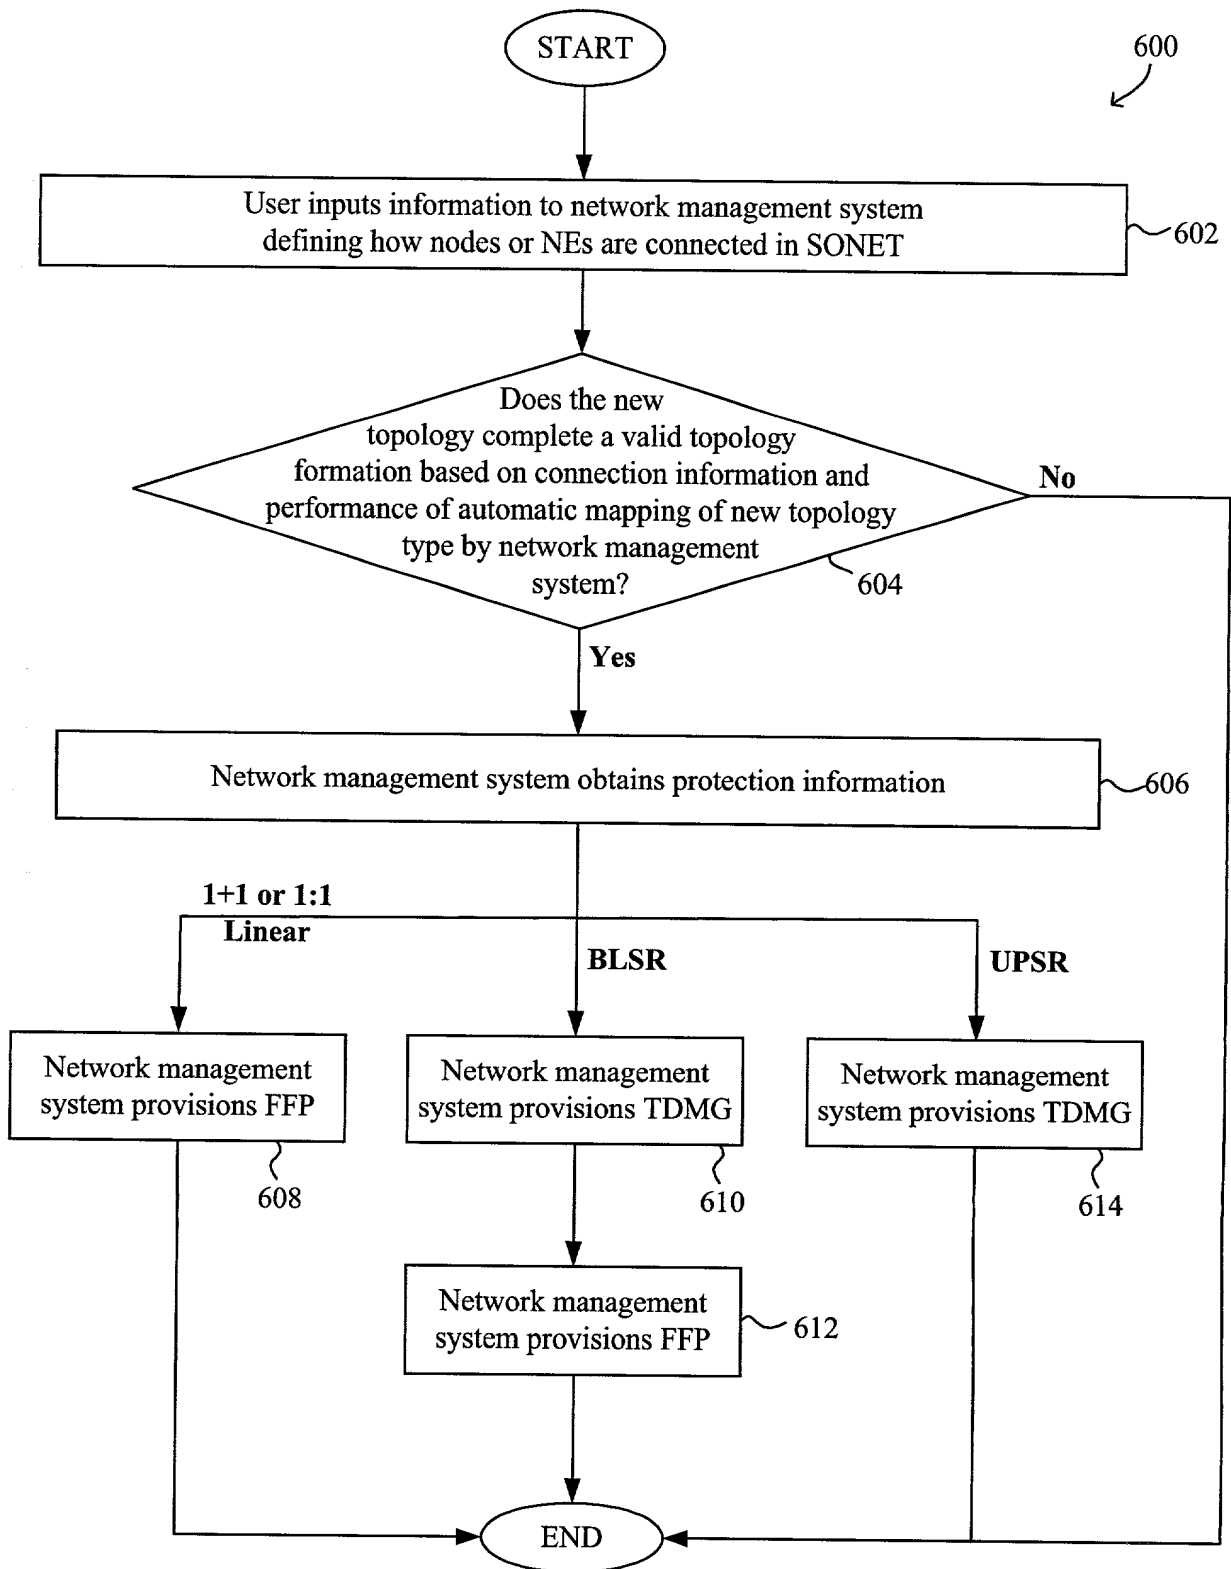 START
600
User inputs information to network management system
defining how nodes or NEs are connected in SONET
602
Does the new
topology complete a valid topology
formation based on connection information and
performance of automatic mapping of new topology
type by network management
system?
No
604
Yes
Network management system obtains protection information
606
1+1 or 1:1
Linear
BLSR
UPSR
Network management
system provisions FFP
608
Network management
system provisions TDMG
610
Network management
system provisions TDMG
614
Network management
system provisions FFP
612
END